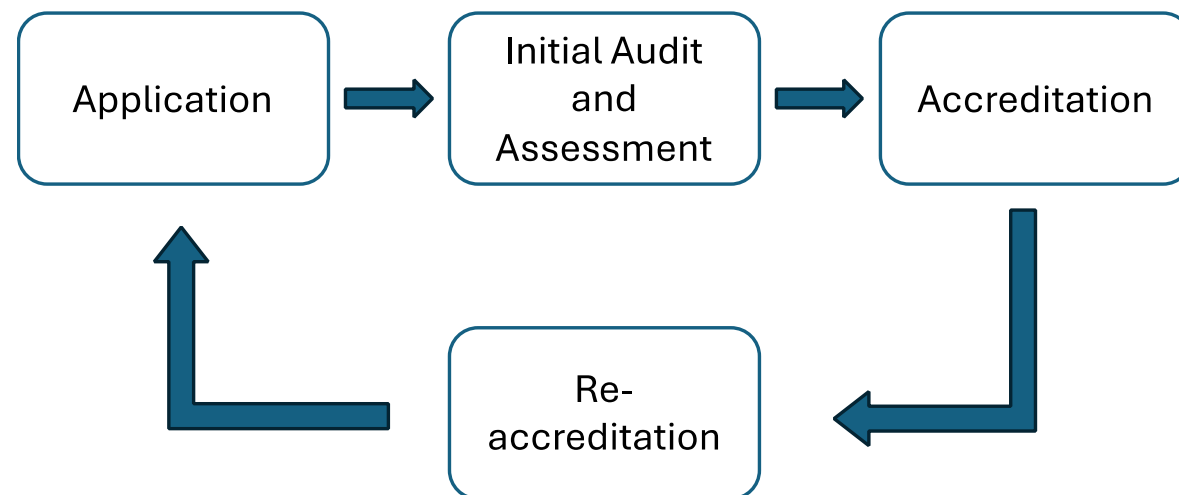 Application
Initial Audit
and
Assessment
Accreditation
Re-
accreditation